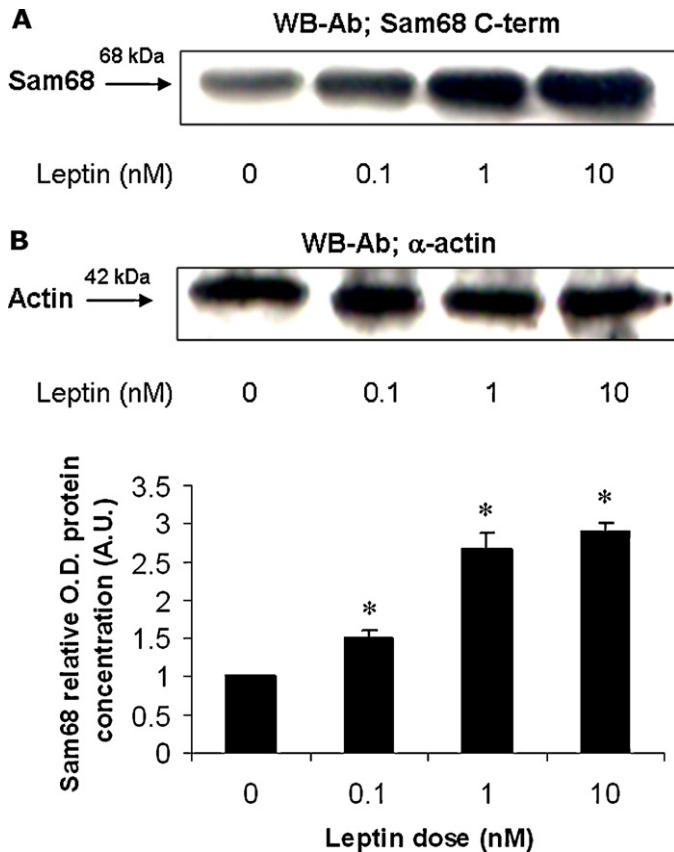 A
WB-Ab; Sam68 C-term
68 kDa
Sam68
Leptin (nM) 0 0.1 1 10
B
WB-Ab; α-actin
42 kDa
Actin
Leptin (nM) 0 0.1 1 10
Sam68 relative O.D. protein
concentration (A.U.)
3.5
3
2.5
2
1.5
1
0.5
0
* * *
0 0.1 1 10
Leptin dose (nM)